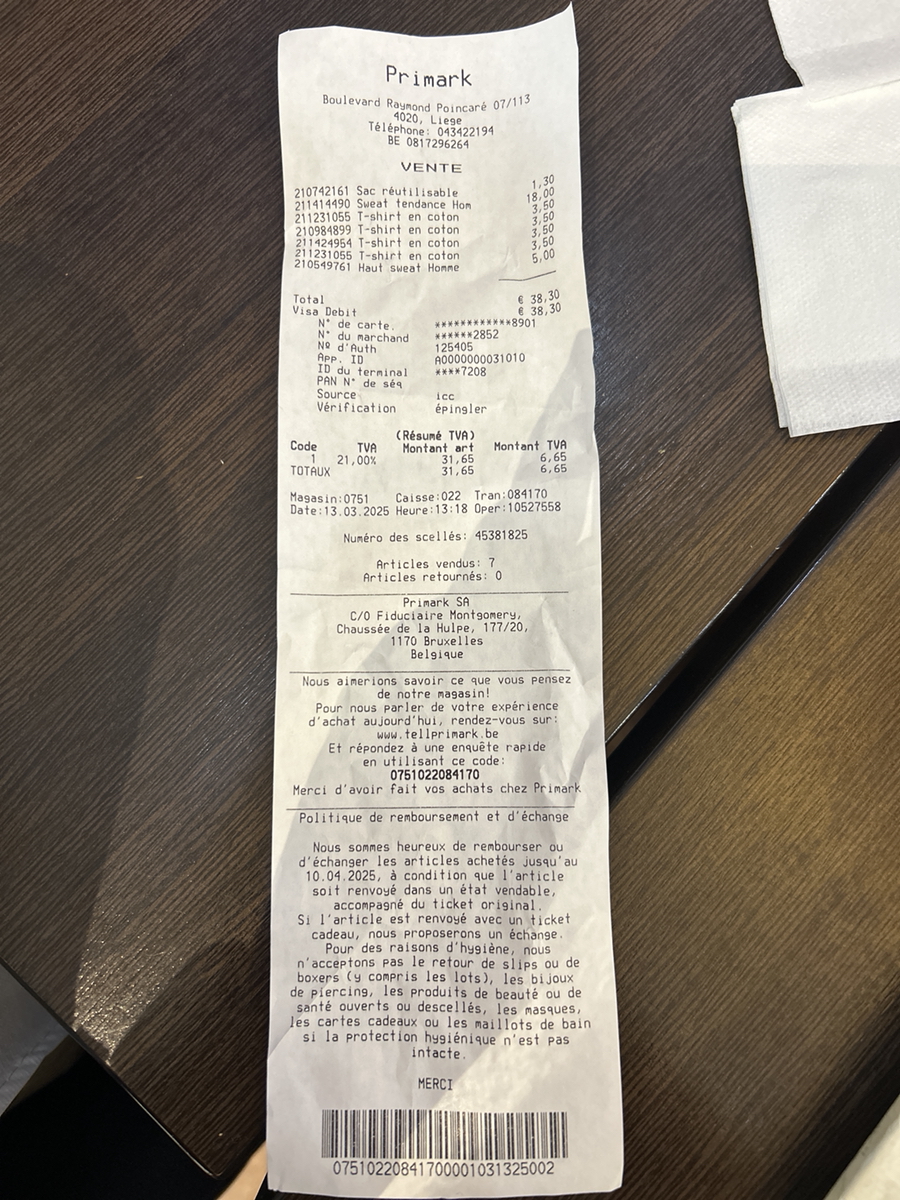 Primark
Boulevard Raymond Poincaré 07/113
4020, Liege
Téléphone: 043422194
BE 0817296264
VENTE
210742161 Sac réutilisable 1,30
211414490 Sweat tendance Hom 18,00
211231055 T-shirt en coton 3,50
210984899 T-shirt en coton 3,50
211424954 T-shirt en coton 3,50
211231055 T-shirt en coton 3,50
210549761 Haut sweat Homme 5,00
Total € 38,30
Visa Debit € 38,30
N° de carte. ************8901
N° du marchand ******2852
Nº d'Auth 125405
App. ID A0000000031010
ID du terminal ****7208
PAN N° de séq
Source icc
Vérification épingler
(Résumé TVA)
Code TVA Montant art Montant TVA
1 21,00% 31,65 6,65
TOTAUX 31,65 6,65
Magasin:0751 Caisse:022 Tran:084170
Date:13.03.2025 Heure:13:18 Oper:10527558
Numéro des scellés: 45381825
Articles vendus: 7
Articles retournés: 0
Primark SA
C/O Fiduciaire Montgomery,
Chaussée de la Hulpe, 177/20,
1170 Bruxelles
Belgique
Nous aimerions savoir ce que vous pensez
de notre magasin!
Pour nous parler de votre expérience
d'achat aujourd'hui, rendez-vous sur:
www.tellprimark.be
Et répondez à une enquête rapide
en utilisant ce code:
0751022084170
Merci d'avoir fait vos achats chez Primark
Politique de remboursement et d'échange
Nous sommes heureux de rembourser ou
d'échanger les articles achetés jusqu'au
10.04.2025, à condition que l'article
soit renvoyé dans un état vendable,
accompagné du ticket original.
Si l'article est renvoyé avec un ticket
cadeau, nous proposerons un échange.
Pour des raisons d'hygiène, nous
n'acceptons pas le retour de slips ou de
boxers (y compris les lots), les bijoux
de piercing, les produits de beauté ou de
santé ouverts ou descellés, les masques,
les cartes cadeaux ou les maillots de bain
si la protection hygiénique n'est pas
intacte.
MERCI
07510220841700001031325002